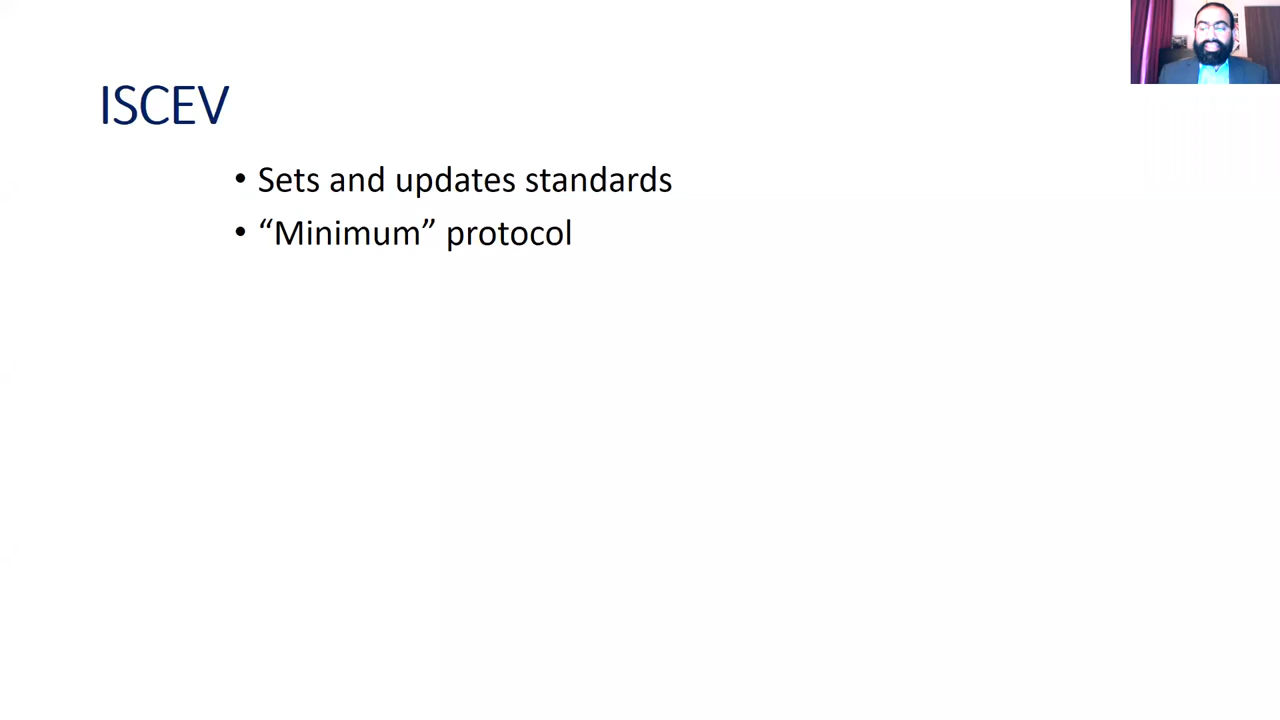 ISCEV
• Sets and updates standards
• “Minimum” protocol